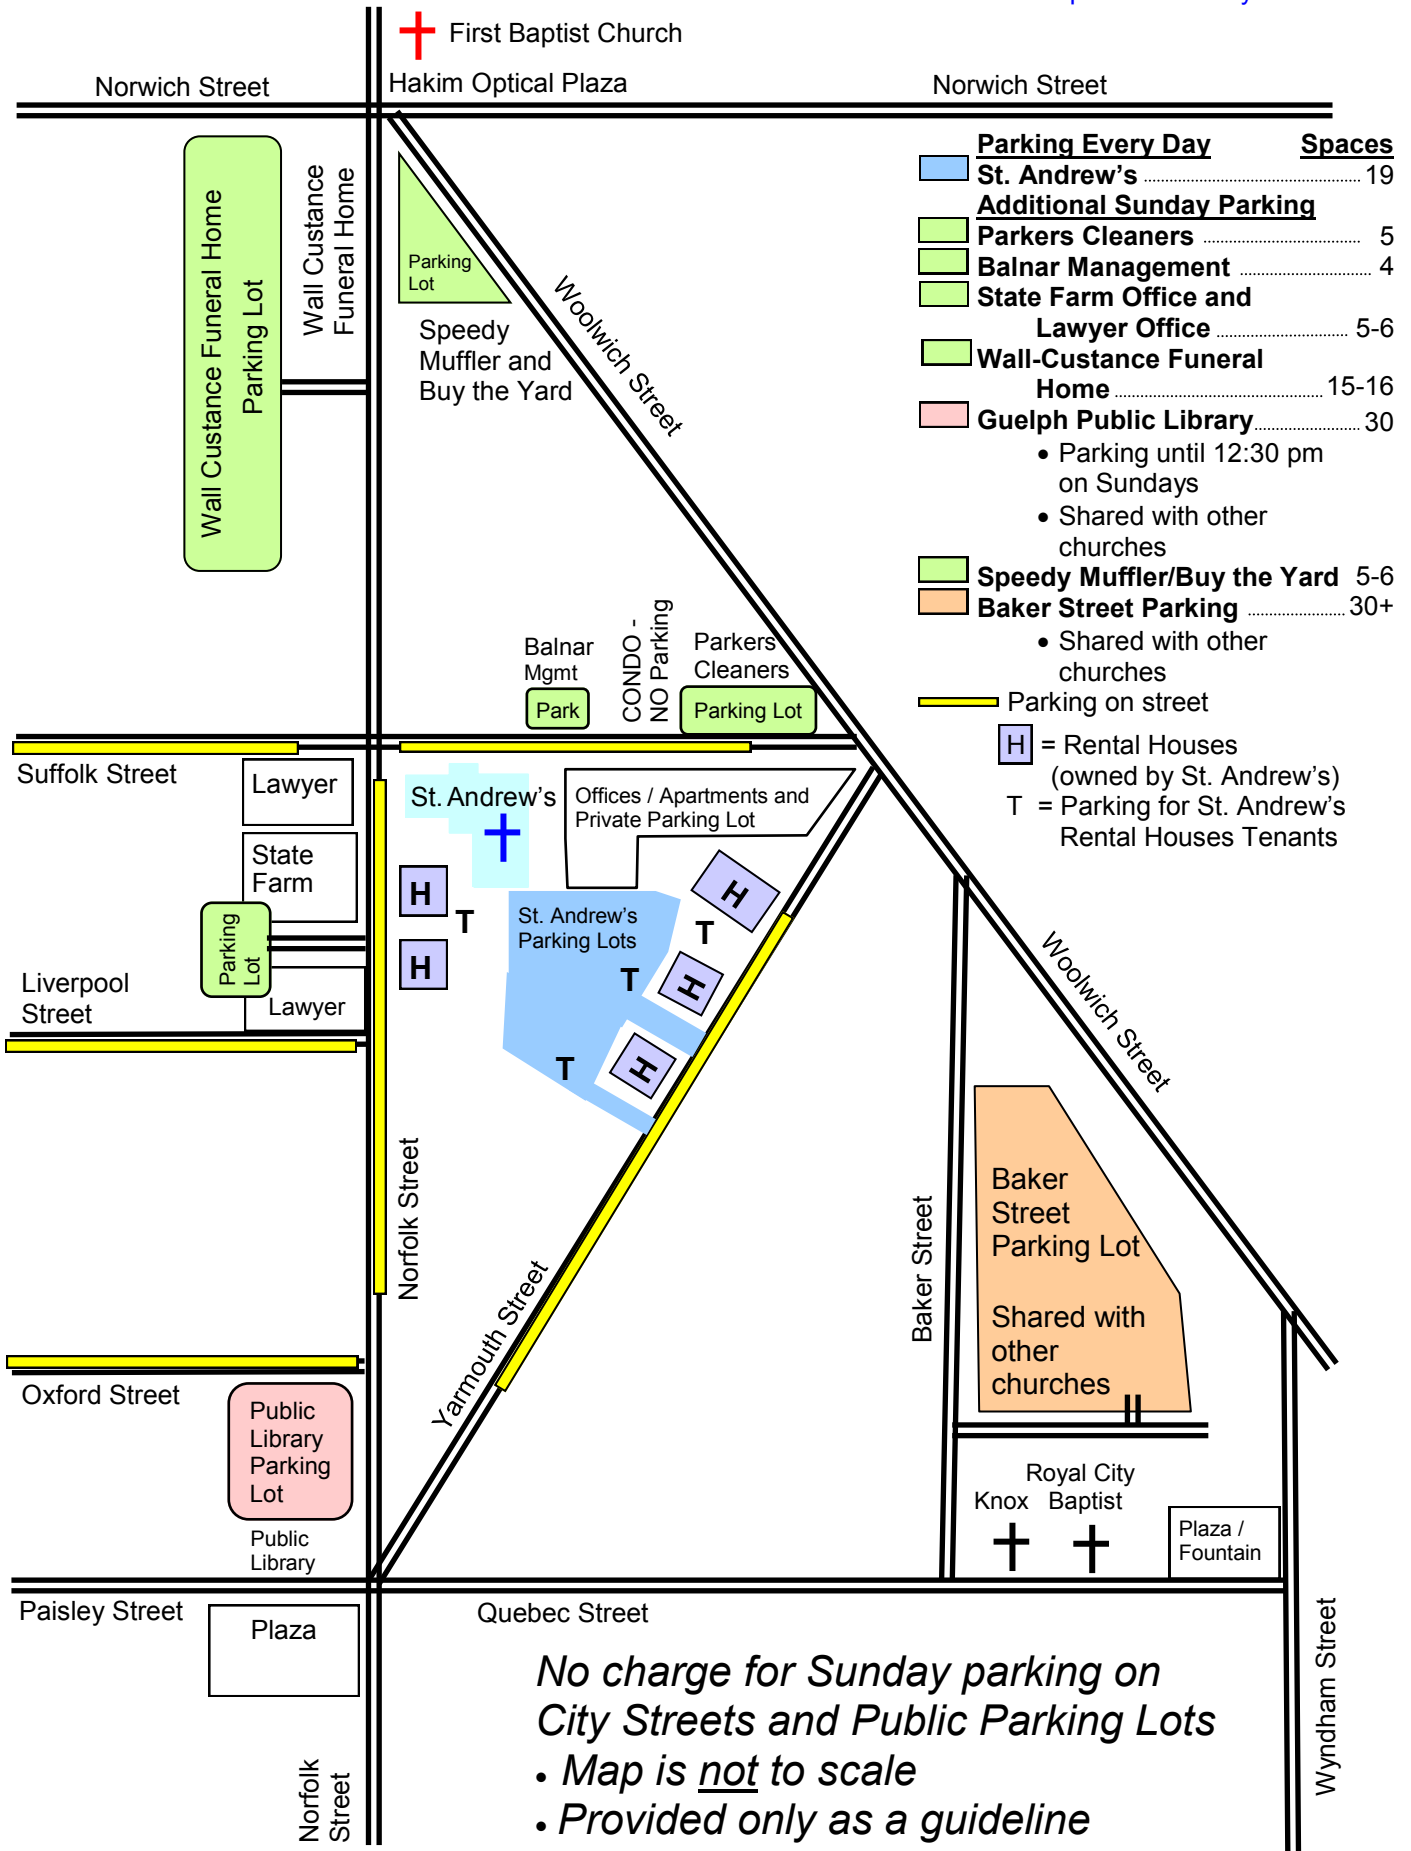 First Baptist Church
Norwich Street
Hakim Optical Plaza
Norwich Street
Parking Every Day Spaces
St. Andrew's 19
Additional Sunday Parking
Parkers Cleaners 5
Balnar Management 4
State Farm Office and
Lawyer Office 5-6
Wall-Custance Funeral
Home 15-16
Guelph Public Library 30
• Parking until 12:30 pm
on Sundays
• Shared with other
churches
Speedy Muffler/Buy the Yard 5-6
Baker Street Parking 30+
• Shared with other
churches
Parking on street
H = Rental Houses
(owned by St. Andrew's)
T = Parking for St. Andrew's
Rental Houses Tenants
Wall Custance Funeral Home
Parking Lot
Wall Custance
Funeral Home
Parking
Lot
Speedy
Muffler and
Buy the Yard
Woolwich Street
Balnar
Mgmt
Park
CONDO -
NO Parking
Parkers
Cleaners
Parking Lot
Suffolk Street
Lawyer
State
Farm
Parking
Lot
Lawyer
Liverpool
Street
St. Andrew's
Offices / Apartments and
Private Parking Lot
H
T
H
St. Andrew's
Parking Lots
H
T
T
H
H
T
Norfolk Street
Yarmouth Street
Woolwich Street
Baker Street
Baker
Street
Parking Lot
Shared with
other
churches
Oxford Street
Public
Library
Parking
Lot
Public
Library
Royal City
Knox Baptist
Plaza /
Fountain
Paisley Street
Quebec Street
Plaza
Wyndham Street
Norfolk
Street
No charge for Sunday parking on
City Streets and Public Parking Lots
• Map is not to scale
• Provided only as a guideline